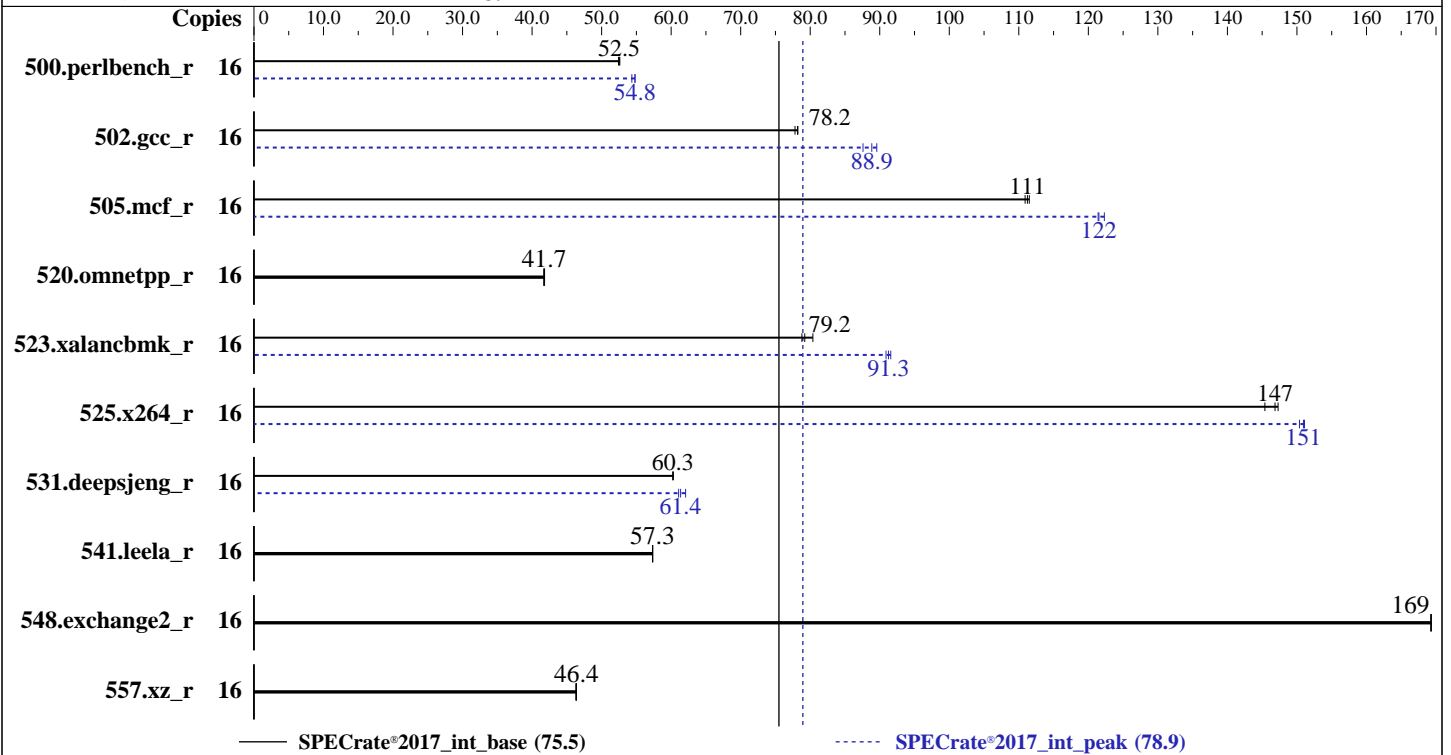 Copies 0 10.0 20.0 30.0 40.0 50.0 60.0 70.0 80.0 90.0 100 110 120 130 140 150 160 170
52.5
500.perlbench_r 16
54.8
78.2
502.gcc_r 16
88.9
111
505.mcf_r 16
122
41.7
520.omnetpp_r 16
79.2
523.xalancbmk_r 16
91.3
147
525.x264_r 16
151
60.3
531.deepsjeng_r 16
61.4
57.3
541.leela_r 16
169
548.exchange2_r 16
46.4
557.xz_r 16
SPECrate®2017_int_base (75.5) SPECrate®2017_int_peak (78.9)